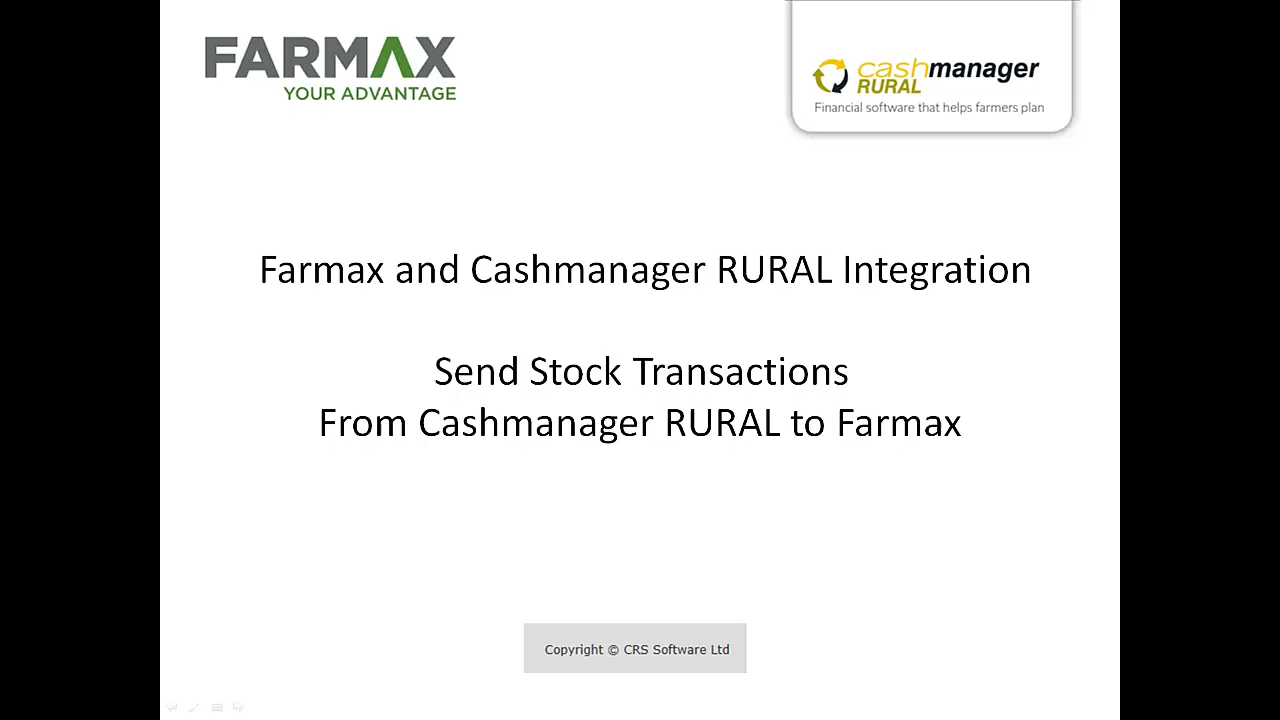 FARMAX
YOUR ADVANTAGE
cashmanager
RURAL
Financial software that helps farmers plan
Farmax and Cashmanager RURAL Integration
Send Stock Transactions
From Cashmanager RURAL to Farmax
Copyright © CRS Software Ltd